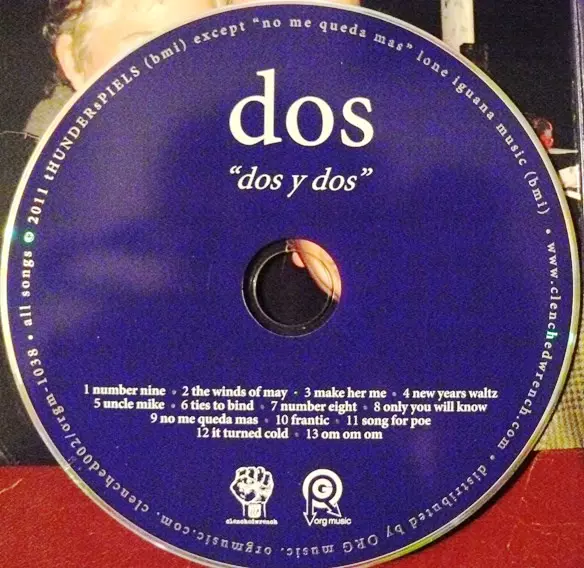 dos
“dos y dos”
1 number nine • 2 the winds of may • 3 make her me • 4 new years waltz
5 uncle mike • 6 ties to bind • 7 number eight • 8 only you will know
9 no me queda mas • 10 frantic • 11 song for poe
12 it turned cold • 13 om om om
clenchedwrench
G
org music
all songs © 2011 tHUNDERsPIELS (bmi) except “no me queda mas” lone iguana music (bmi) • www.clenchedwrench.com • distributed by ORG music. orgmusic.com. clenched002/orgm-1038 •